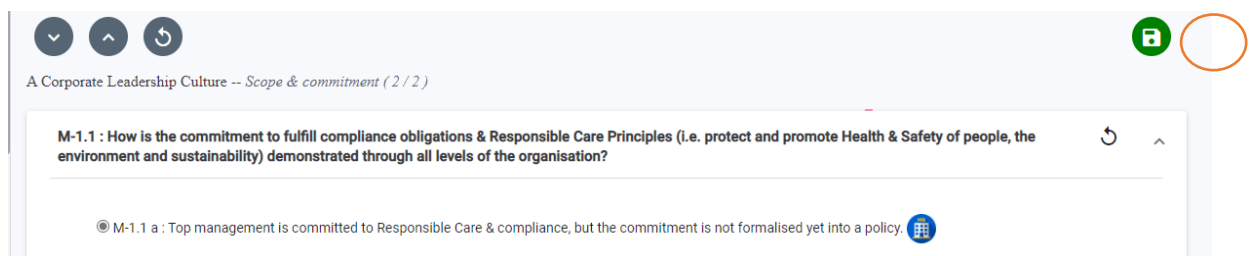 A Corporate Leadership Culture -- Scope & commitment ( 2 / 2 )
M-1.1 : How is the commitment to fulfill compliance obligations & Responsible Care Principles (i.e. protect and promote Health & Safety of people, the
environment and sustainability) demonstrated through all levels of the organisation?
M-1.1 a : Top management is committed to Responsible Care & compliance, but the commitment is not formalised yet into a policy.